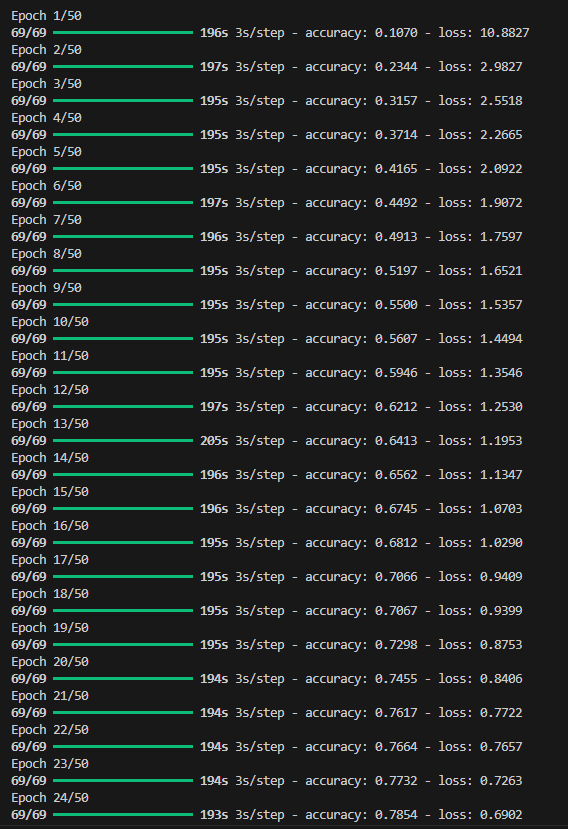 Epoch 1/50
69/69 196s 3s/step - accuracy: 0.1070 - loss: 10.8827
Epoch 2/50
69/69 197s 3s/step - accuracy: 0.2344 - loss: 2.9827
Epoch 3/50
69/69 195s 3s/step - accuracy: 0.3157 - loss: 2.5518
Epoch 4/50
69/69 195s 3s/step - accuracy: 0.3714 - loss: 2.2665
Epoch 5/50
69/69 195s 3s/step - accuracy: 0.4165 - loss: 2.0922
Epoch 6/50
69/69 197s 3s/step - accuracy: 0.4492 - loss: 1.9072
Epoch 7/50
69/69 196s 3s/step - accuracy: 0.4913 - loss: 1.7597
Epoch 8/50
69/69 195s 3s/step - accuracy: 0.5197 - loss: 1.6521
Epoch 9/50
69/69 195s 3s/step - accuracy: 0.5500 - loss: 1.5357
Epoch 10/50
69/69 195s 3s/step - accuracy: 0.5607 - loss: 1.4494
Epoch 11/50
69/69 195s 3s/step - accuracy: 0.5946 - loss: 1.3546
Epoch 12/50
69/69 197s 3s/step - accuracy: 0.6212 - loss: 1.2530
Epoch 13/50
69/69 205s 3s/step - accuracy: 0.6413 - loss: 1.1953
Epoch 14/50
69/69 196s 3s/step - accuracy: 0.6562 - loss: 1.1347
Epoch 15/50
69/69 196s 3s/step - accuracy: 0.6745 - loss: 1.0703
Epoch 16/50
69/69 195s 3s/step - accuracy: 0.6812 - loss: 1.0290
Epoch 17/50
69/69 195s 3s/step - accuracy: 0.7066 - loss: 0.9409
Epoch 18/50
69/69 195s 3s/step - accuracy: 0.7067 - loss: 0.9399
Epoch 19/50
69/69 195s 3s/step - accuracy: 0.7298 - loss: 0.8753
Epoch 20/50
69/69 194s 3s/step - accuracy: 0.7455 - loss: 0.8406
Epoch 21/50
69/69 194s 3s/step - accuracy: 0.7617 - loss: 0.7722
Epoch 22/50
69/69 194s 3s/step - accuracy: 0.7664 - loss: 0.7657
Epoch 23/50
69/69 194s 3s/step - accuracy: 0.7732 - loss: 0.7263
Epoch 24/50
69/69 193s 3s/step - accuracy: 0.7854 - loss: 0.6902